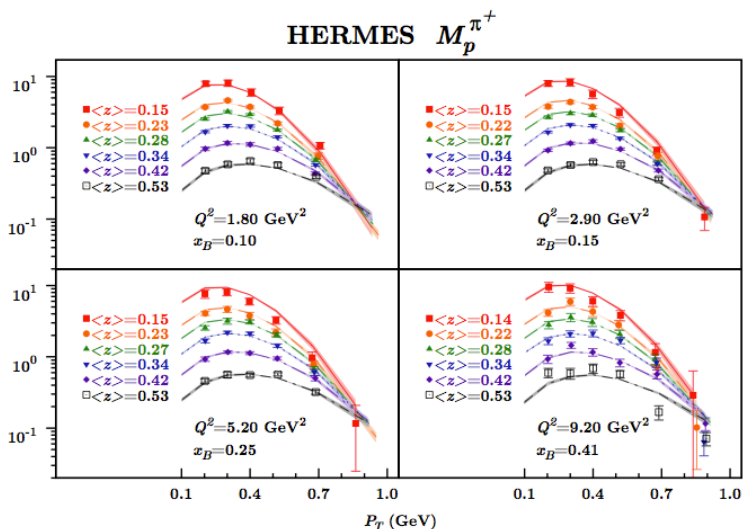 HERMES M_p^{π^+}
10^1
10^0
10^{-1}
<z>=0.15
<z>=0.23
<z>=0.28
<z>=0.34
<z>=0.42
<z>=0.53
Q^2=1.80 GeV^2
x_B=0.10
<z>=0.15
<z>=0.22
<z>=0.27
<z>=0.34
<z>=0.42
<z>=0.53
Q^2=2.90 GeV^2
x_B=0.15
10^1
10^0
10^{-1}
<z>=0.15
<z>=0.23
<z>=0.27
<z>=0.34
<z>=0.42
<z>=0.53
Q^2=5.20 GeV^2
x_B=0.25
<z>=0.14
<z>=0.22
<z>=0.28
<z>=0.34
<z>=0.42
<z>=0.53
Q^2=9.20 GeV^2
x_B=0.41
0.1 0.4 0.7 0.1 0.4 0.7 1.0
P_T (GeV)